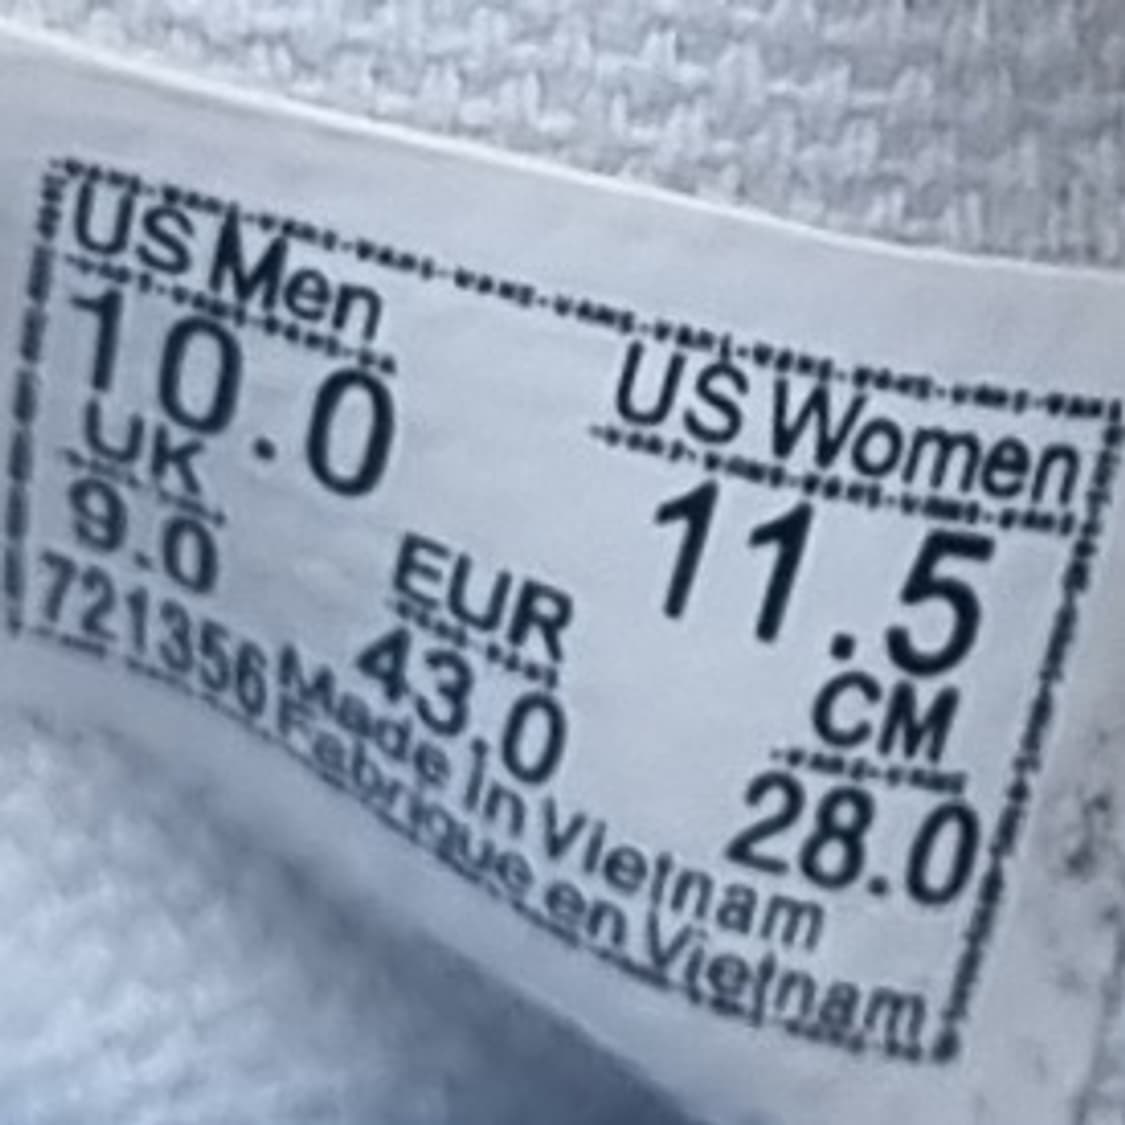 US Men
10.0
US Women
11.5
UK
9.0
EUR
43.0
CM
28.0
721356
Made In Vietnam
Fabrique en Vietnam